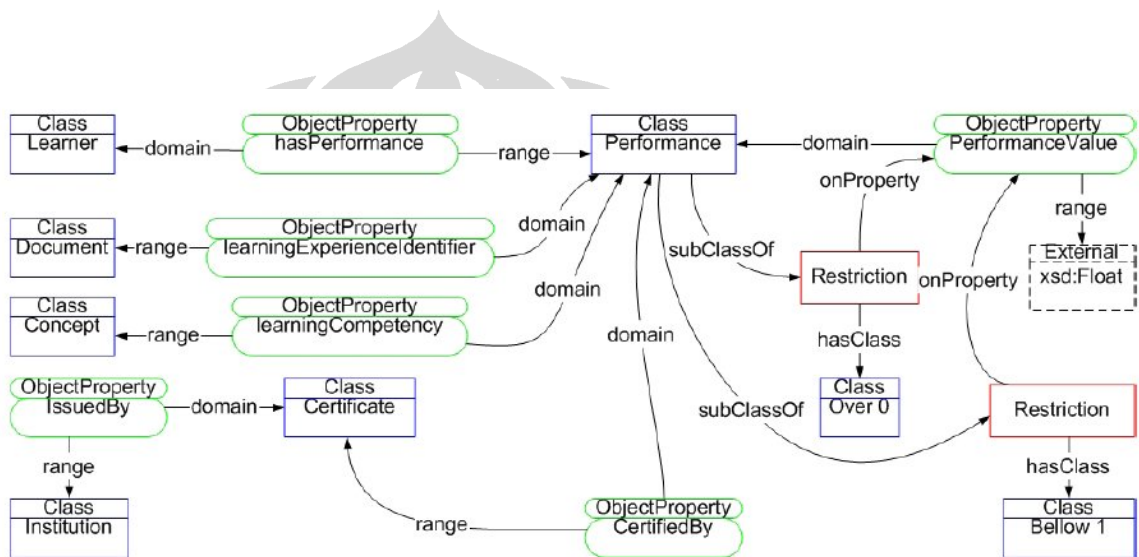 Class
Learner
domain
ObjectProperty
hasPerformance
range
Class
Performance
domain
ObjectProperty
PerformanceValue
onProperty
range
Class
Document
range
ObjectProperty
learningExperienceIdentifier
domain
subClassOf
Restriction
onProperty
External
xsd:Float
Class
Concept
range
ObjectProperty
learningCompetency
domain
domain
hasClass
ObjectProperty
IssuedBy
domain
Class
Certificate
subClassOf
Class
Over 0
Restriction
range
hasClass
Class
Institution
range
ObjectProperty
CertifiedBy
Class
Bellow 1